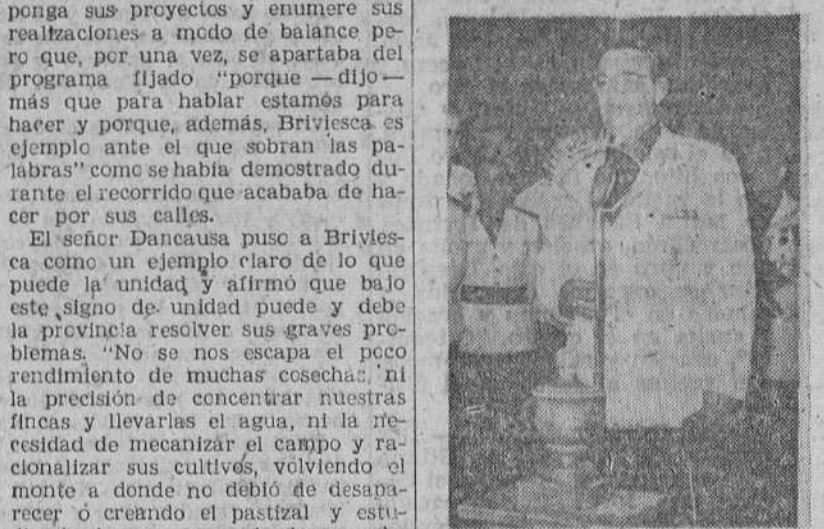 ponga sus proyectos y enumere sus
realizaciones a modo de balance pe-
ro que, por una vez, se apartaba del
programa fijado "porque — dijo —
más que para hablar estamos para
hacer y porque, además, Briviesca es
ejemplo ante el que sobran las pa-
labras" como se había demostrado du-
rante el recorrido que acababa de ha-
cer por sus calles.
El señor Dancausa puso a Brivies-
ca como un ejemplo claro de lo que
puede la unidad y afirmó que bajo
este signo de unidad puede y debe
la provincia resolver sus graves pro-
blemas. "No se nos escapa el poco
rendimiento de muchas cosechas, ni
la precisión de concentrar nuestras
fincas y llevarlas el agua, ni la ne-
cesidad de mecanizar el campo y ra-
cionalizar sus cultivos, volviendo el
monte a donde no debió de desapa-
recer ó creando el pastizal y estu-